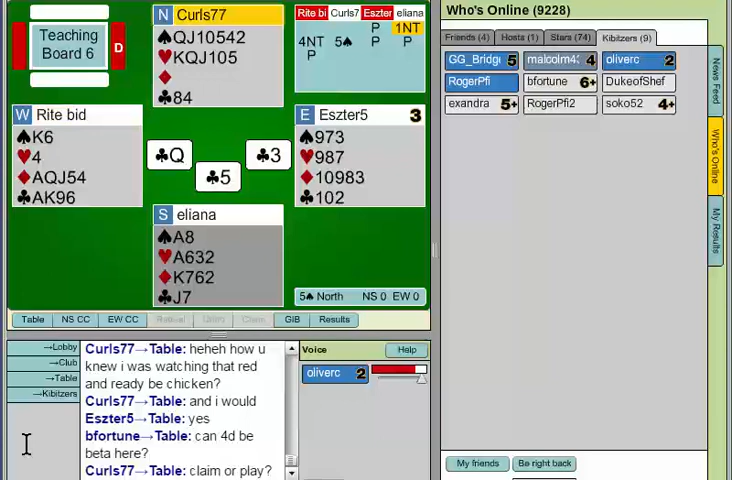 Teaching
Board 6
D
N Curls77
♠QJ10542
♥KQJ105
♦
♣84
Rite bi Curls7 Eszter eliana
P 1NT
4NT 5♠ P P
P
W Rite bid
♠K6
♥4
♦AQJ54
♣AK96
♣Q
♣5
♣3
E Eszter5 3
♠973
♥987
♦10983
♣102
S eliana
♠A8
♥A632
♦K762
♣J7
5♠ North NS 0 EW 0
Table NS CC EW CC Undo Claim GIB Results
→Lobby
→Club
→Table
→Kibitzers
Curls77→Table: heheh how u
knew i was watching that red
and ready be chicken?
Curls77→Table: and i would
Eszter5→Table: yes
bfortune→Table: can 4d be
beta here?
Curls77→Table: claim or play?
Voice Help
oliverc 2
Who's Online (9228)
Friends (4) Hosts (1) Stars (74) Kibitzers (9)
GG_Bridg 5 malcolm4 4 oliverc 2
RogerPfi bfortune 6+ DukeofShef
exandra 5+ RogerPfi2 soko52 4+
News Feed
Who's Online
My Results
My friends Be right back